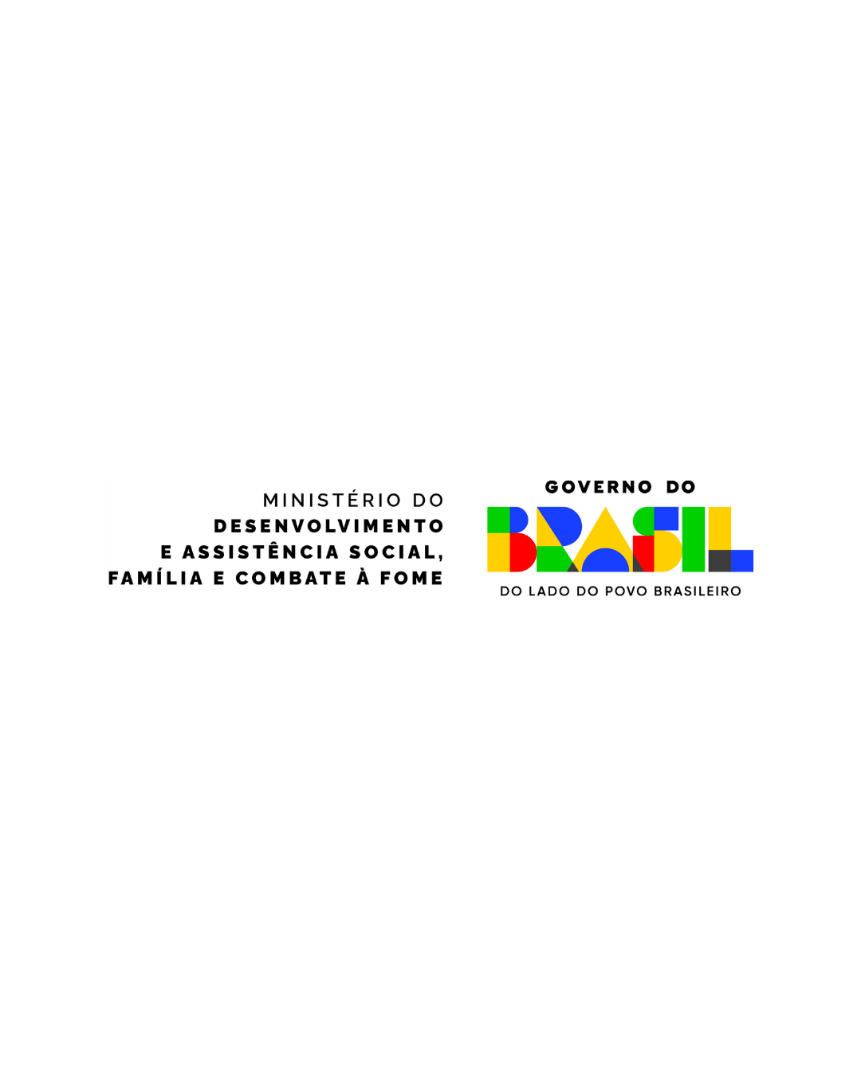 MINISTÉRIO DO
DESENVOLVIMENTO
E ASSISTÊNCIA SOCIAL,
FAMÍLIA E COMBATE À FOME
GOVERNO DO
BRASIL
DO LADO DO POVO BRASILEIRO